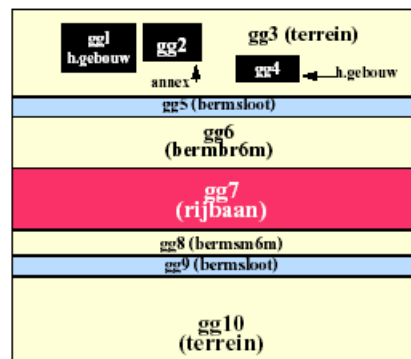 gg1
h.gebouw
gg2
gg3 (terrein)
annex
gg4
h.gebouw
gg5 (bermsloot)
gg6
(bermbr6m)
gg7
(rijbaan)
gg8 (bermsm6m)
gg9 (bermsloot)
gg10
(terrein)